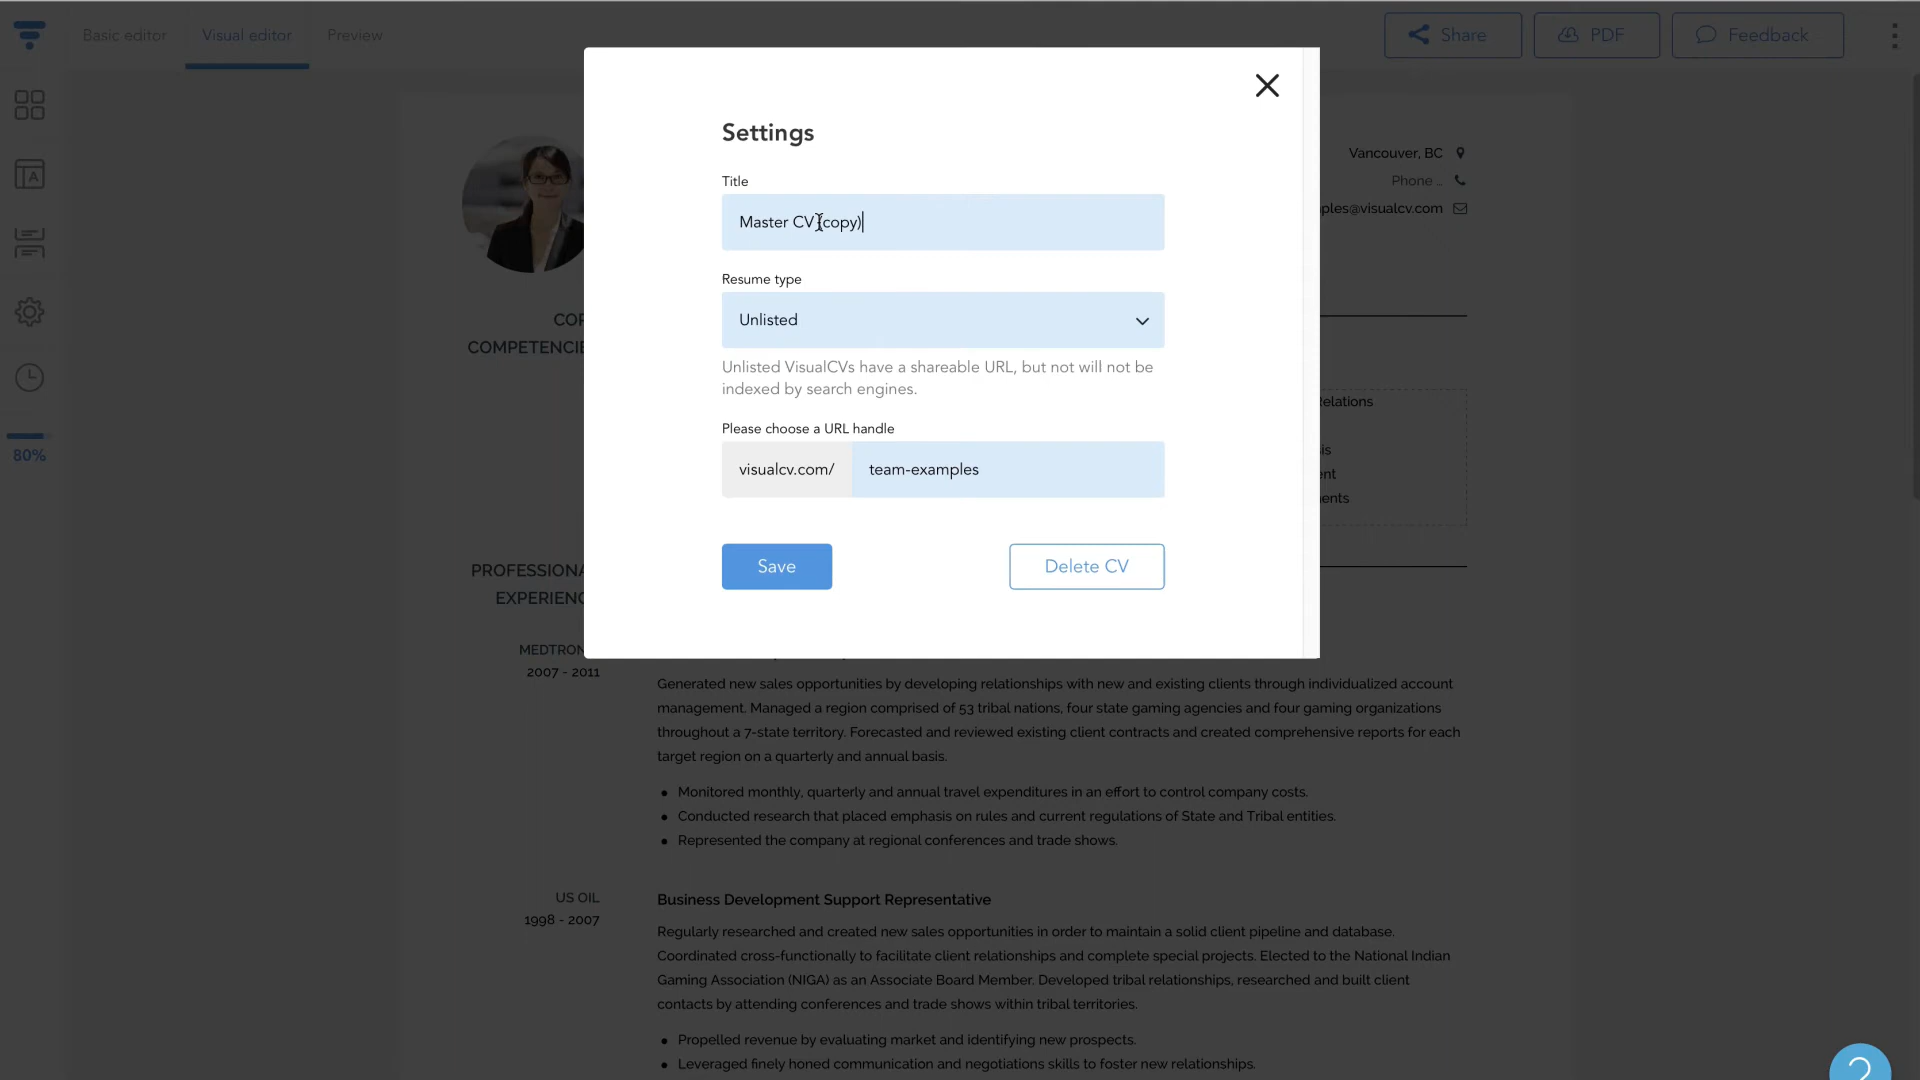 Basic editor
Visual editor
Preview
Share
PDF
Feedback
Settings
Title
Master CV (copy)
Resume type
Unlisted
Unlisted VisualCVs have a shareable URL, but not will not be
indexed by search engines.
Please choose a URL handle
visualcv.com/
team-examples
Save
Delete CV
80%
Vancouver, BC
Phone ..
ples@visualcv.com
COR
COMPETENCIE
Relations
sis
ent
ents
PROFESSIONA
EXPERIENC
MEDTRON
2007 - 2011
Generated new sales opportunities by developing relationships with new and existing clients through individualized account
management. Managed a region comprised of 53 tribal nations, four state gaming agencies and four gaming organizations
throughout a 7-state territory. Forecasted and reviewed existing client contracts and created comprehensive reports for each
target region on a quarterly and annual basis.
• Monitored monthly, quarterly and annual travel expenditures in an effort to control company costs.
• Conducted research that placed emphasis on rules and current regulations of State and Tribal entities.
• Represented the company at regional conferences and trade shows.
US OIL
1998 - 2007
Business Development Support Representative
Regularly researched and created new sales opportunities in order to maintain a solid client pipeline and database.
Coordinated cross-functionally to facilitate client relationships and complete special projects. Elected to the National Indian
Gaming Association (NIGA) as an Associate Board Member. Developed tribal relationships, researched and built client
contacts by attending conferences and trade shows within tribal territories.
• Propelled revenue by evaluating market and identifying new prospects.
• Leveraged finely honed communication and negotiations skills to foster new relationships.
?